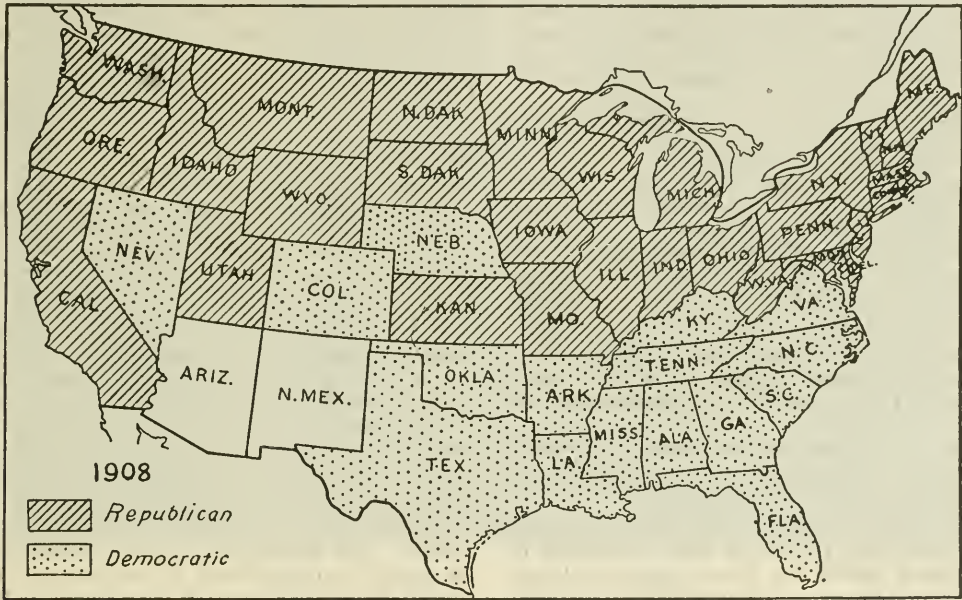 WASH.
MONT.
N.DAK
MINN.
ME.
ORE.
IDAHO
S.DAK.
WIS.
MICH.
N.Y.
VT.
N.H.
MASS.
CONN.
WYO.
NEB.
IOWA
PENN.
NEV.
UTAH
COL.
ILL.
IND.
OHIO
W.VA.
MD.
DEL.
CAL.
KAN.
MO.
KY.
VA.
ARIZ.
N.MEX.
OKLA
ARK.
TENN.
N.C.
S.C.
TEX.
LA.
MISS.
ALA.
GA.
FLA.
1908
Republican
Democratic